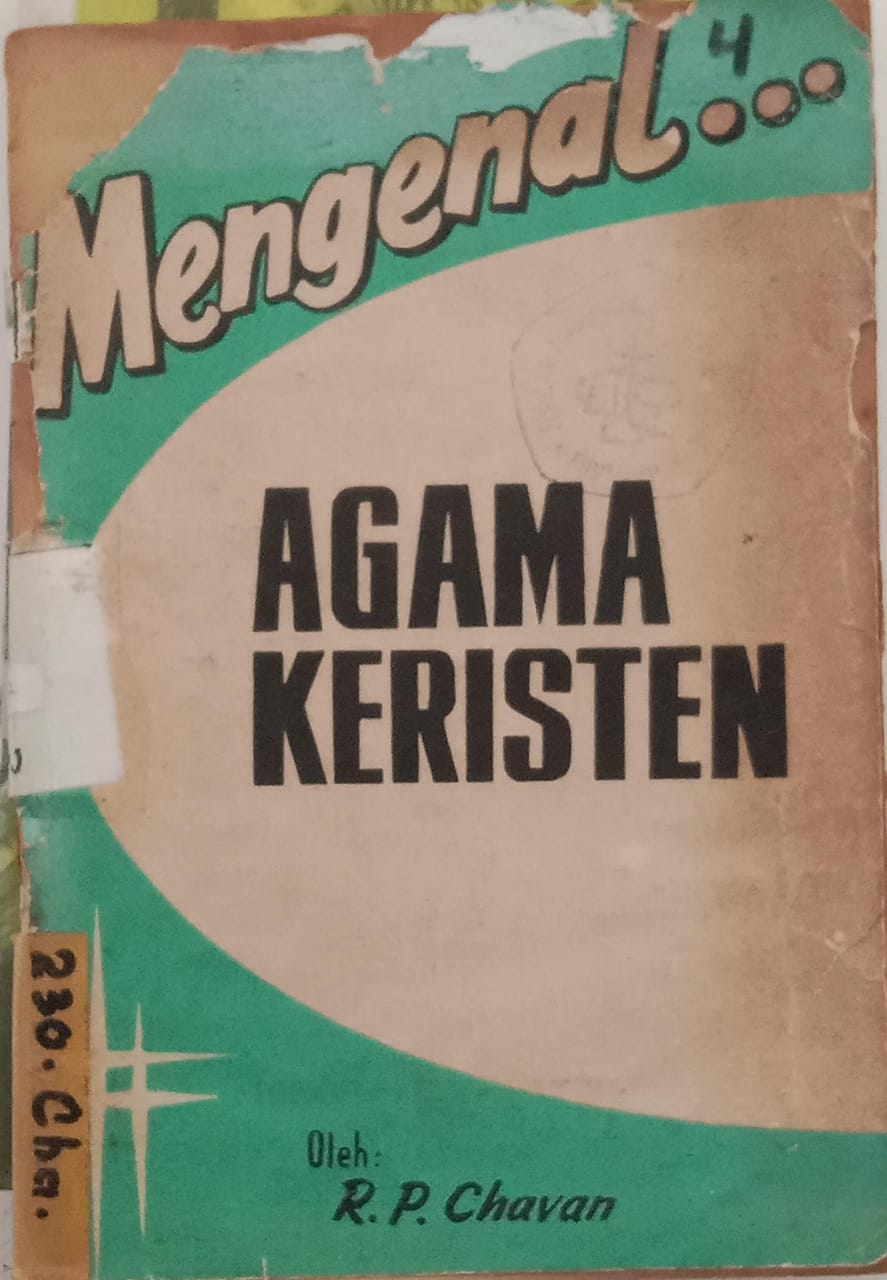 4
Mengenal...
AGAMA
KERISTEN
230. Cha.
Oleh:
R. P. Chavan